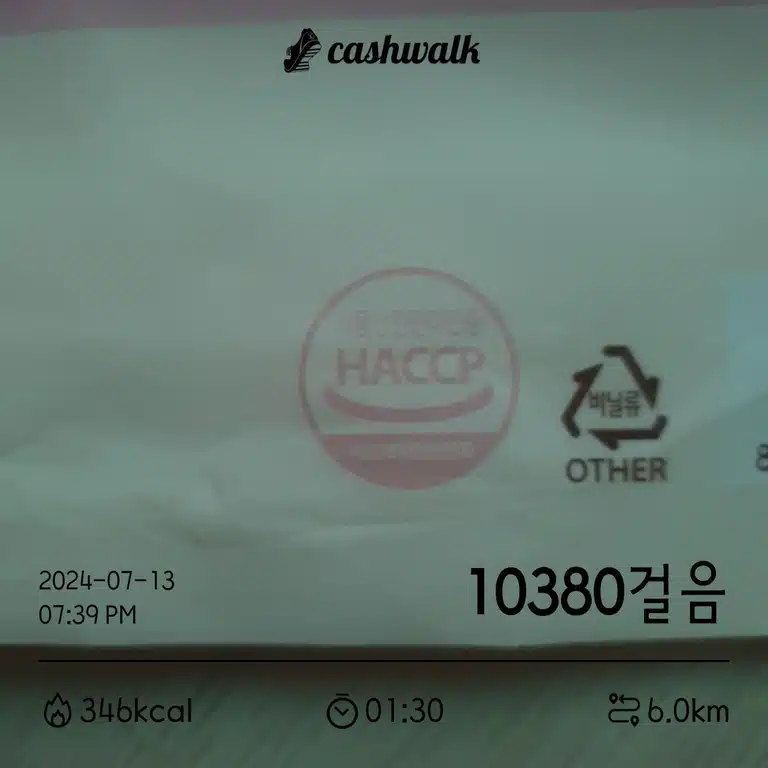 cashwalk
HACCP
비닐류
OTHER
2024-07-13
07:39 PM
10380걸음
346kcal
01:30
6.0km